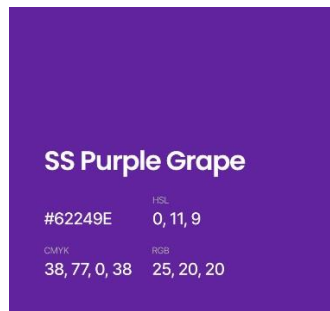 SS Purple Grape
HSL
#62249E 0, 11, 9
CMYK RGB
38, 77, 0, 38 25, 20, 20